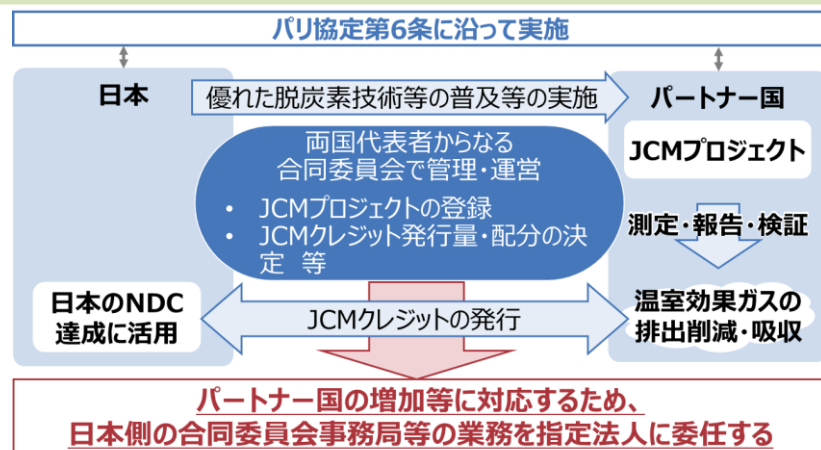 パリ協定第6条に沿って実施
日本
優れた脱炭素技術等の普及等の実施
パートナー国
両国代表者からなる
合同委員会で管理・運営
• JCMプロジェクトの登録
• JCMクレジット発行量・配分の決
定 等
JCMプロジェクト
測定・報告・検証
日本のNDC
達成に活用
JCMクレジットの発行
温室効果ガスの
排出削減・吸収
パートナー国の増加等に対応するため、
日本側の合同委員会事務局等の業務を指定法人に委任する